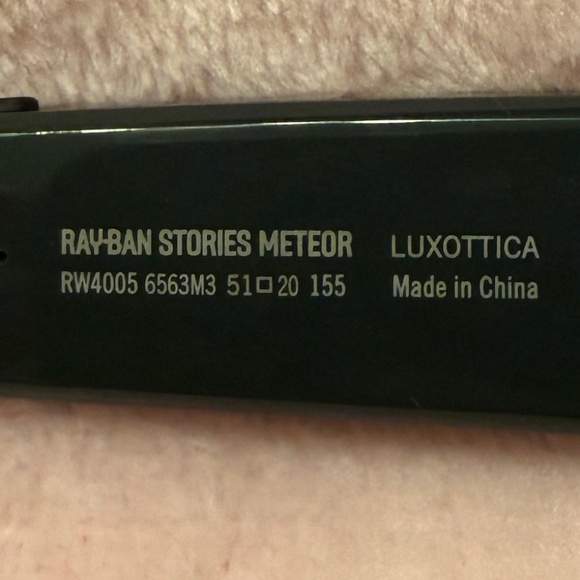 RAY-BAN STORIES METEOR LUXOTTICA
RW4005 6563M3 51□20 155 Made in China